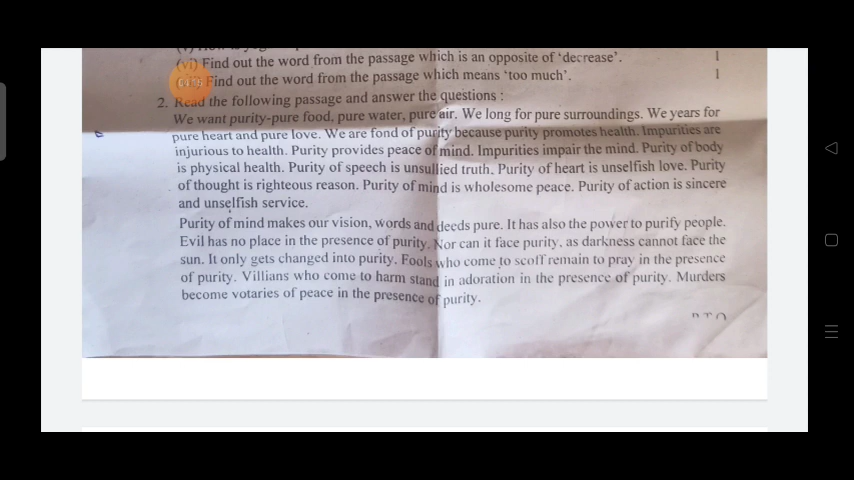 (vi) Find out the word from the passage which is an opposite of 'decrease'. 1
Find out the word from the passage which means 'too much'. 1
2. Read the following passage and answer the questions :
We want purity-pure food, pure water, pure air. We long for pure surroundings. We years for
pure heart and pure love. We are fond of purity because purity promotes health. Impurities are
injurious to health. Purity provides peace of mind. Impurities impair the mind. Purity of body
is physical health. Purity of speech is unsullied truth. Purity of heart is unselfish love. Purity
of thought is righteous reason. Purity of mind is wholesome peace. Purity of action is sincere
and unselfish service.
Purity of mind makes our vision, words and deeds pure. It has also the power to purify people.
Evil has no place in the presence of purity. Nor can it face purity, as darkness cannot face the
sun. It only gets changed into purity. Fools who come to scoff remain to pray in the presence
of purity. Villians who come to harm stand in adoration in the presence of purity. Murders
become votaries of peace in the presence of purity.